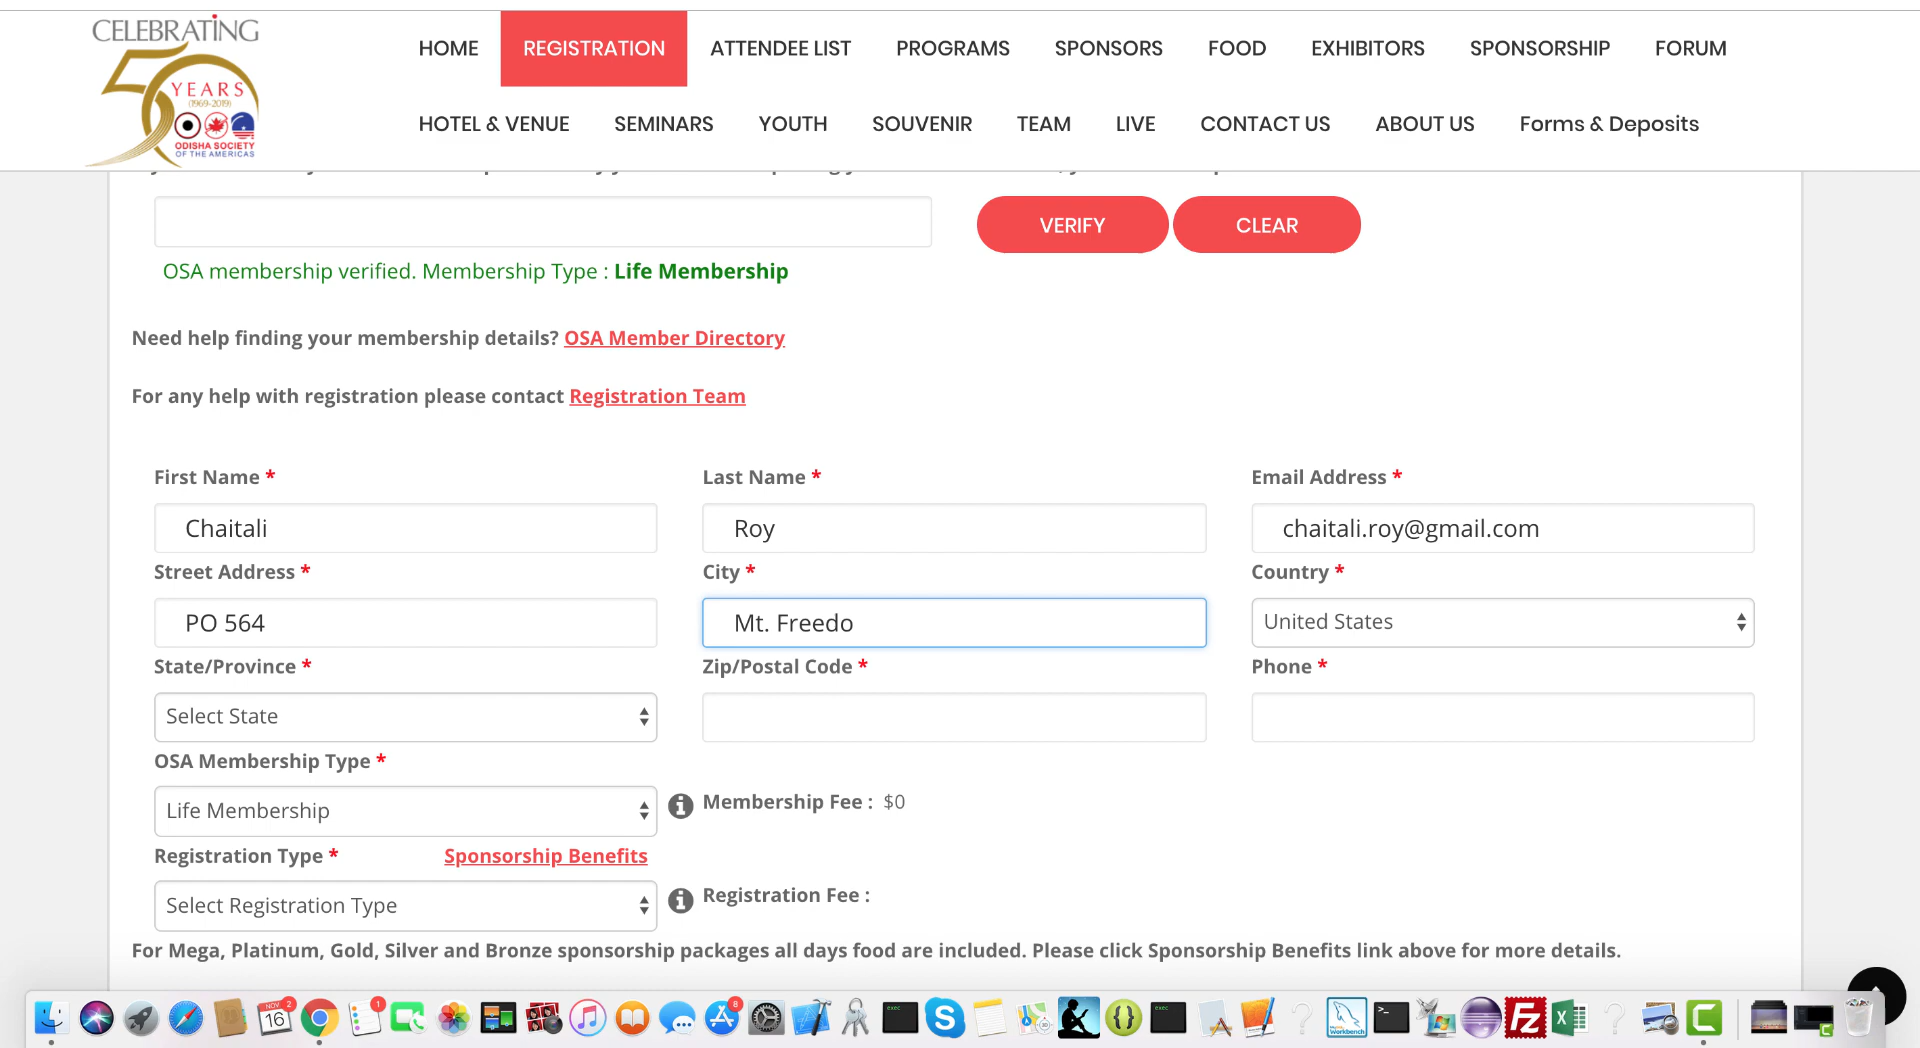 CELEBRATING
50
YEARS
(1969-2019)
ODISHA SOCIETY
OF THE AMERICAS
HOME REGISTRATION ATTENDEE LIST PROGRAMS SPONSORS FOOD EXHIBITORS SPONSORSHIP FORUM
HOTEL & VENUE SEMINARS YOUTH SOUVENIR TEAM LIVE CONTACT US ABOUT US Forms & Deposits
VERIFY CLEAR
OSA membership verified. Membership Type : Life Membership
Need help finding your membership details? OSA Member Directory
For any help with registration please contact Registration Team
First Name * Last Name * Email Address *
Chaitali Roy chaitali.roy@gmail.com
Street Address * City * Country *
PO 564 Mt. Freedo United States
State/Province * Zip/Postal Code * Phone *
Select State
OSA Membership Type *
Life Membership Membership Fee : $0
Registration Type * Sponsorship Benefits
Select Registration Type Registration Fee :
For Mega, Platinum, Gold, Silver and Bronze sponsorship packages all days food are included. Please click Sponsorship Benefits link above for more details.
NOV 2 1 8
16